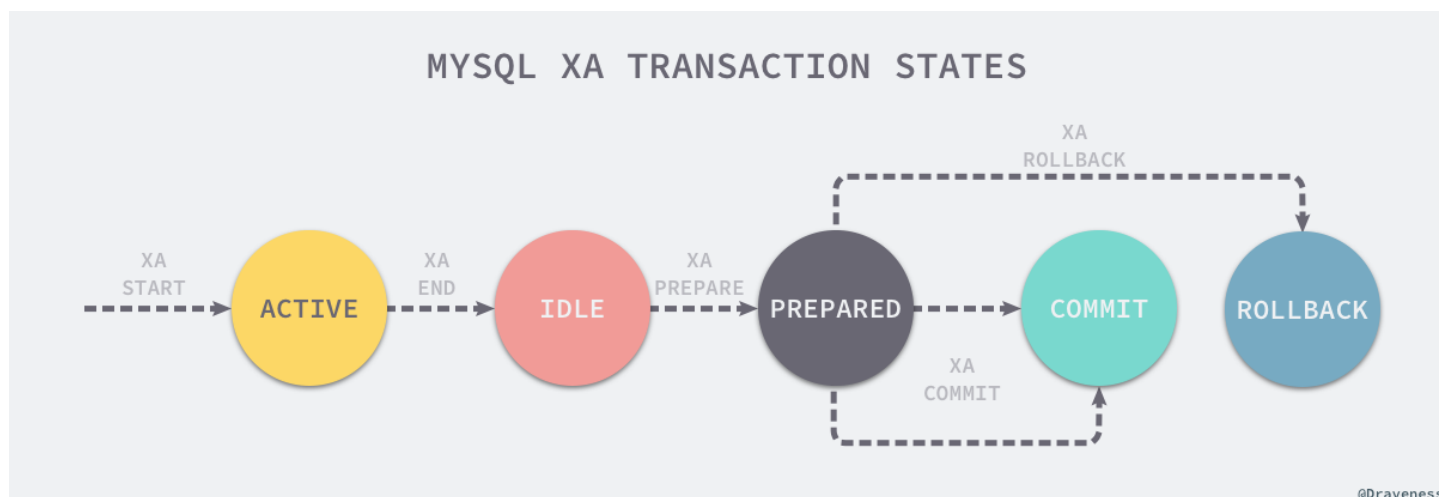 MYSQL XA TRANSACTION STATES
XA
ROLLBACK
XA
START
XA
END
XA
PREPARE
ACTIVE
IDLE
PREPARED
COMMIT
ROLLBACK
XA
COMMIT
@Draveness